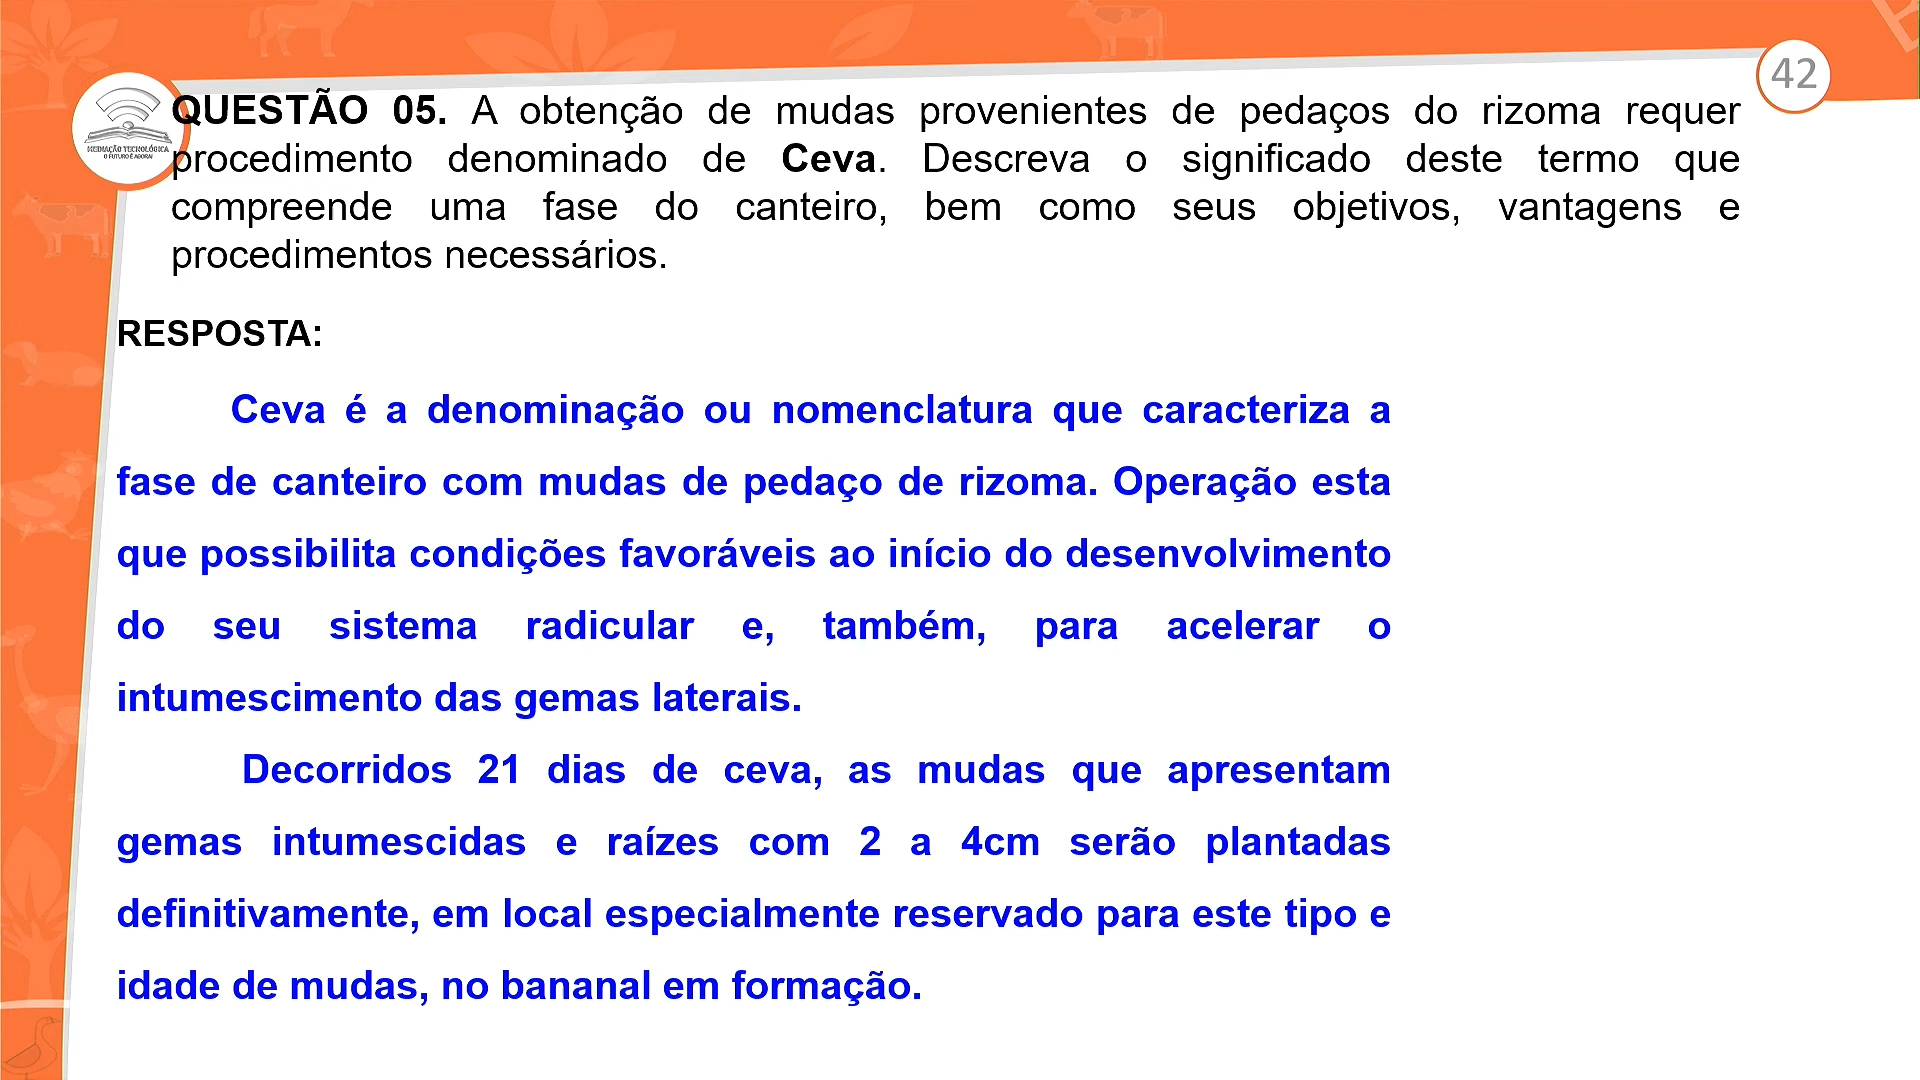 42
MEDIAÇÃO TECNOLÓGICA
O FUTURO É AGORA!
QUESTÃO 05. A obtenção de mudas provenientes de pedaços do rizoma requer
procedimento denominado de Ceva. Descreva o significado deste termo que
compreende uma fase do canteiro, bem como seus objetivos, vantagens e
procedimentos necessários.
RESPOSTA:
Ceva é a denominação ou nomenclatura que caracteriza a
fase de canteiro com mudas de pedaço de rizoma. Operação esta
que possibilita condições favoráveis ao início do desenvolvimento
do seu sistema radicular e, também, para acelerar o
intumescimento das gemas laterais.
Decorridos 21 dias de ceva, as mudas que apresentam
gemas intumescidas e raízes com 2 a 4cm serão plantadas
definitivamente, em local especialmente reservado para este tipo e
idade de mudas, no bananal em formação.